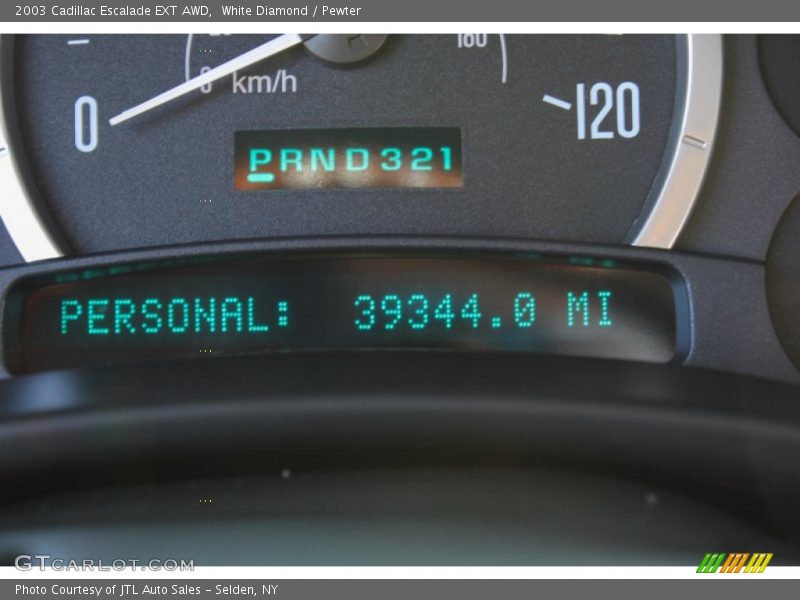 2003 Cadillac Escalade EXT AWD, White Diamond / Pewter
0 km/h
0
120
PRND321
PERSONAL: 39344.0 MI
GTCARLOT.COM
Photo Courtesy of JTL Auto Sales – Selden, NY